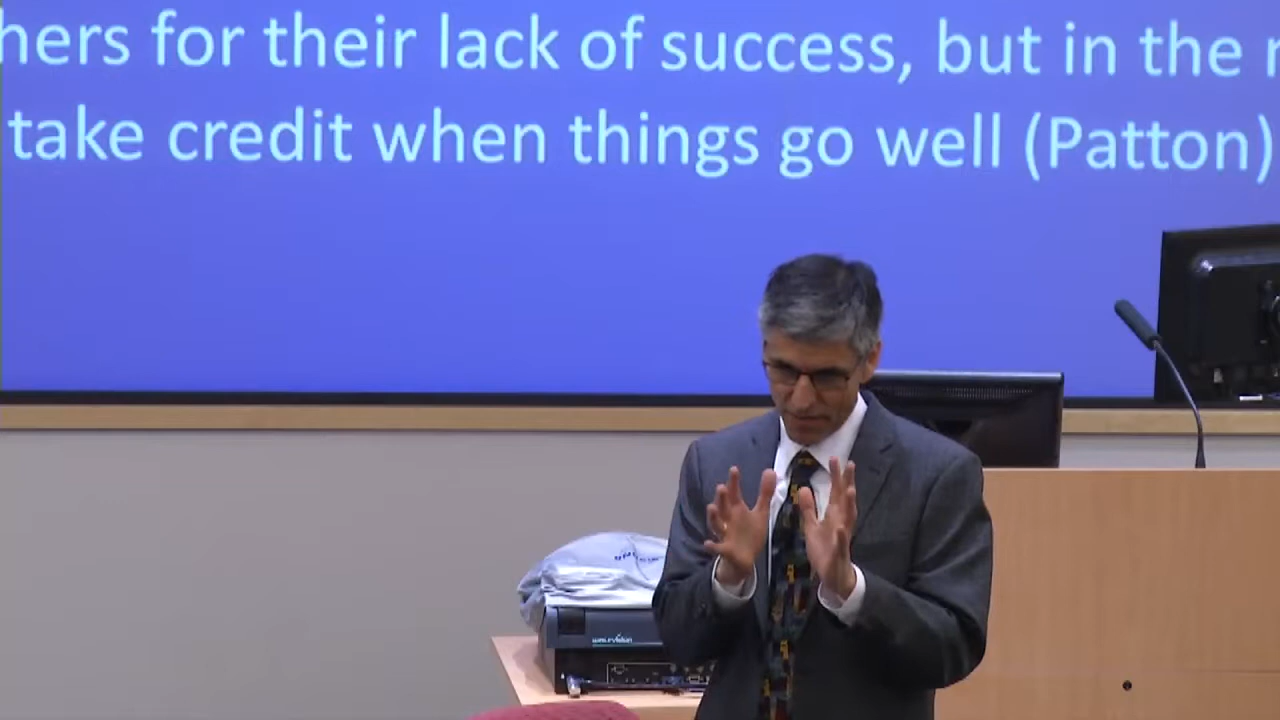 hers for their lack of success, but in the
take credit when things go well (Patton)